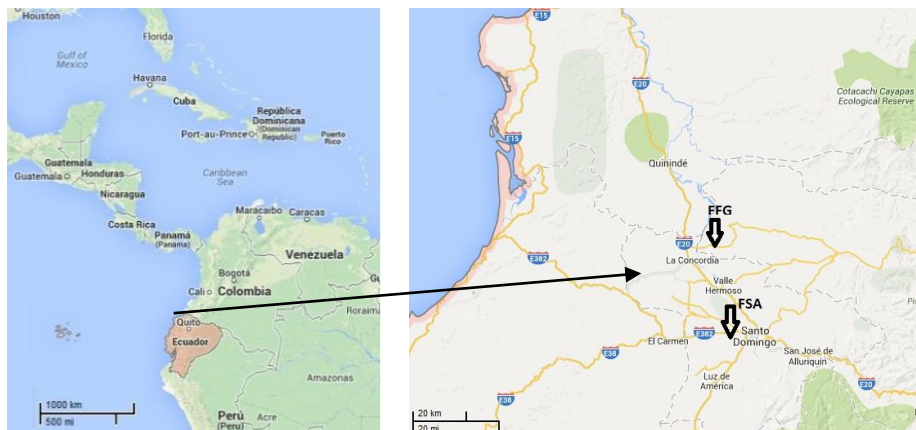 Houston
Florida
Gulf of
Mexico
Havana
Cuba
República
Dominicana
(Dominican
Republic)
Port-au-Prince
Puerto
Rico
Guatemala
Guatemala
Honduras
Nicaragua
Caribbean
Sea
Costa Rica
Panamá
(Panama)
Maracaibo
Caracas
Venezuela
Bogotá
Cali
Colombia
Roraima
Quito
Ecuador
Amazonas
Acre
Perú
(Peru)
1000 km
500 mi
E15
E20
Cotacachi Cayapas
Ecological Reserve
E15
Quinindé
FFG
E20
E382
La Concordia
Valle
Hermoso
FSA
E382
Santo
Domingo
El Carmen
E38
San José de
Alluriquín
Luz de
América
E20
E38
20 km
20 mi